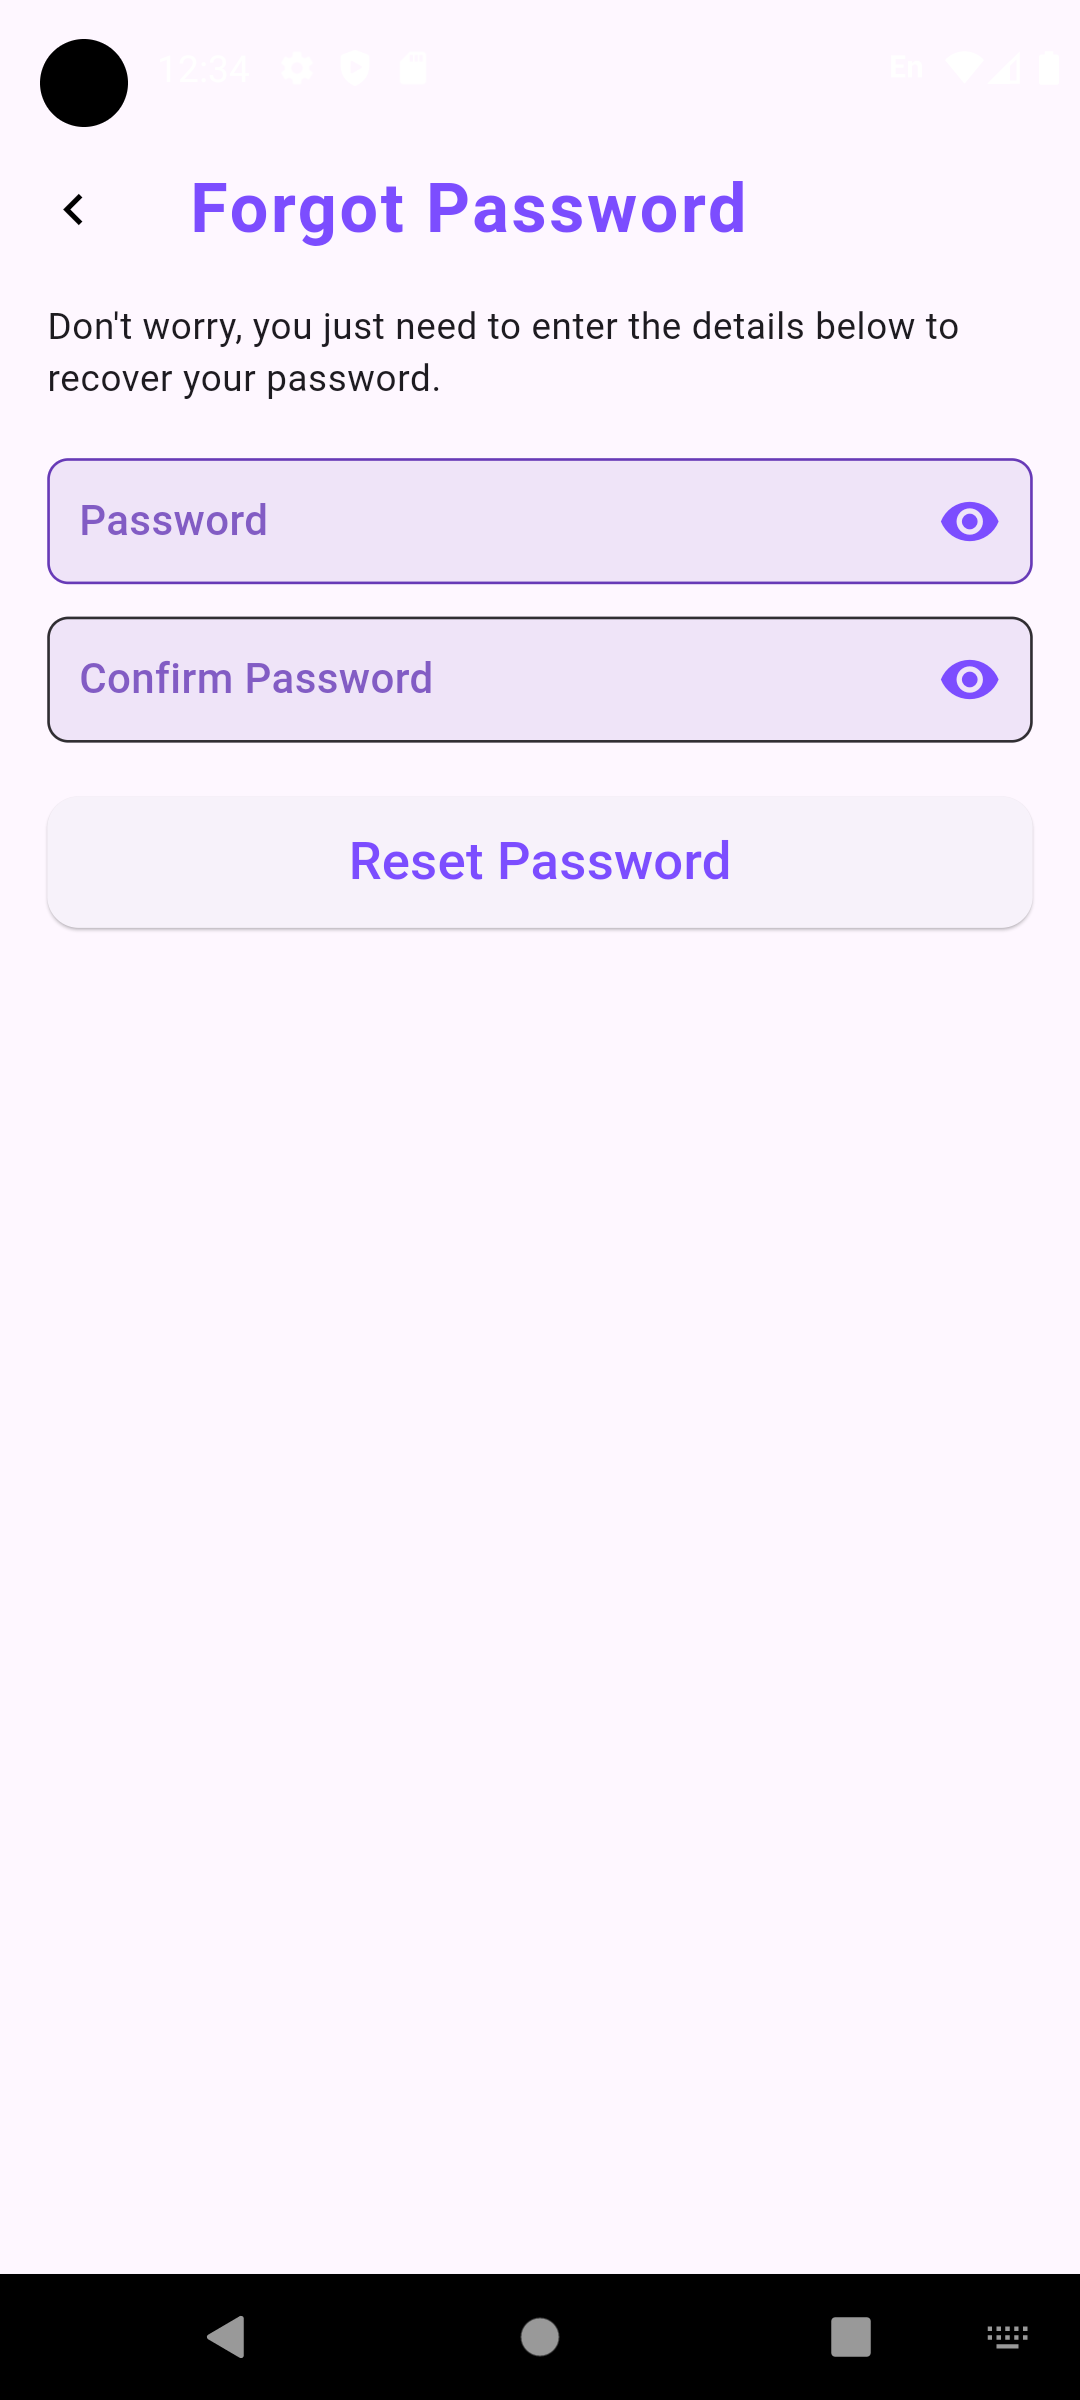 12:34 En
Forgot Password
Don't worry, you just need to enter the details below to
recover your password.
Password
Confirm Password
Reset Password